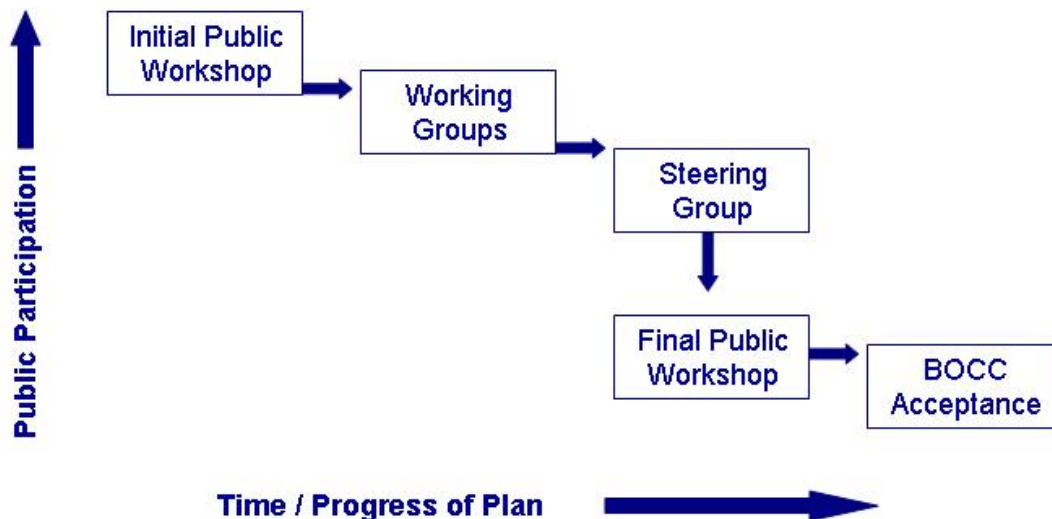 Initial Public
Workshop
Working
Groups
Steering
Group
Final Public
Workshop
BOCC
Acceptance
Public Participation
Time / Progress of Plan